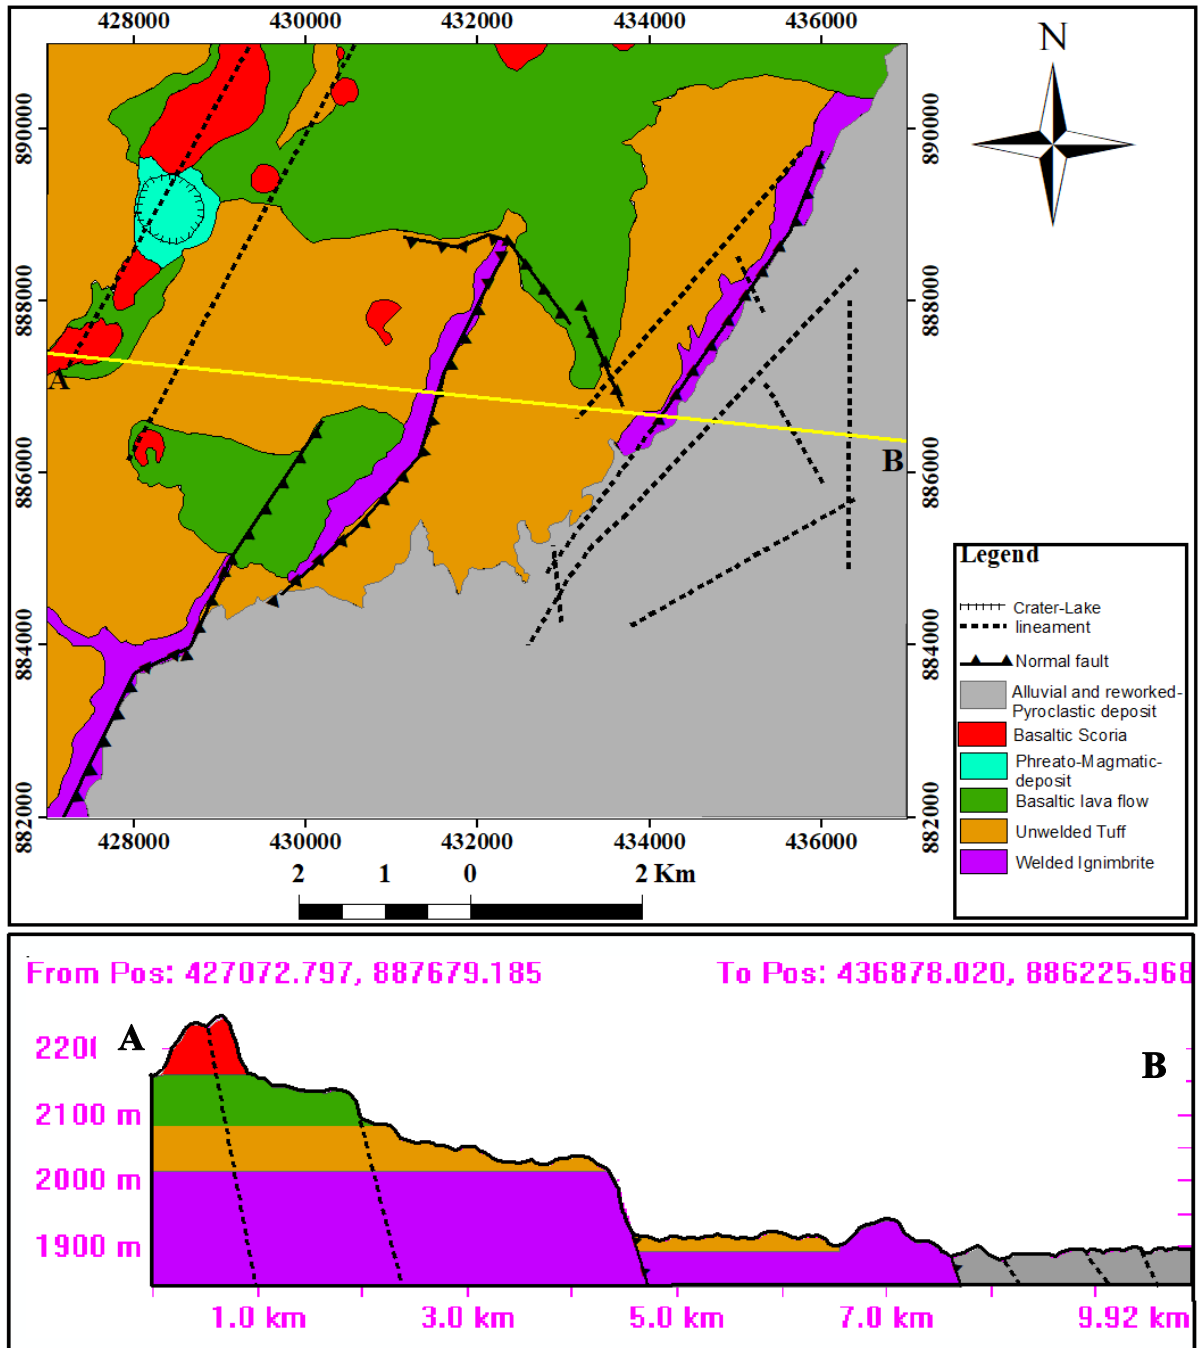 428000 430000 432000 434000 436000
N
890000 890000
888000 888000
A
B
886000 886000
884000 884000
882000 882000
428000 430000 432000 434000 436000
2 1 0 2 Km
Legend
Crater-Lake
lineament
Normal fault
Alluvial and reworked-
Pyroclastic deposit
Basaltic Scoria
Phreato-Magmatic-
deposit
Basaltic lava flow
Unwelded Tuff
Welded Ignimbrite
From Pos: 427072.797, 887679.185 To Pos: 436878.020, 886225.968
A
B
2100 m
2000 m
1900 m
1.0 km 3.0 km 5.0 km 7.0 km 9.92 km